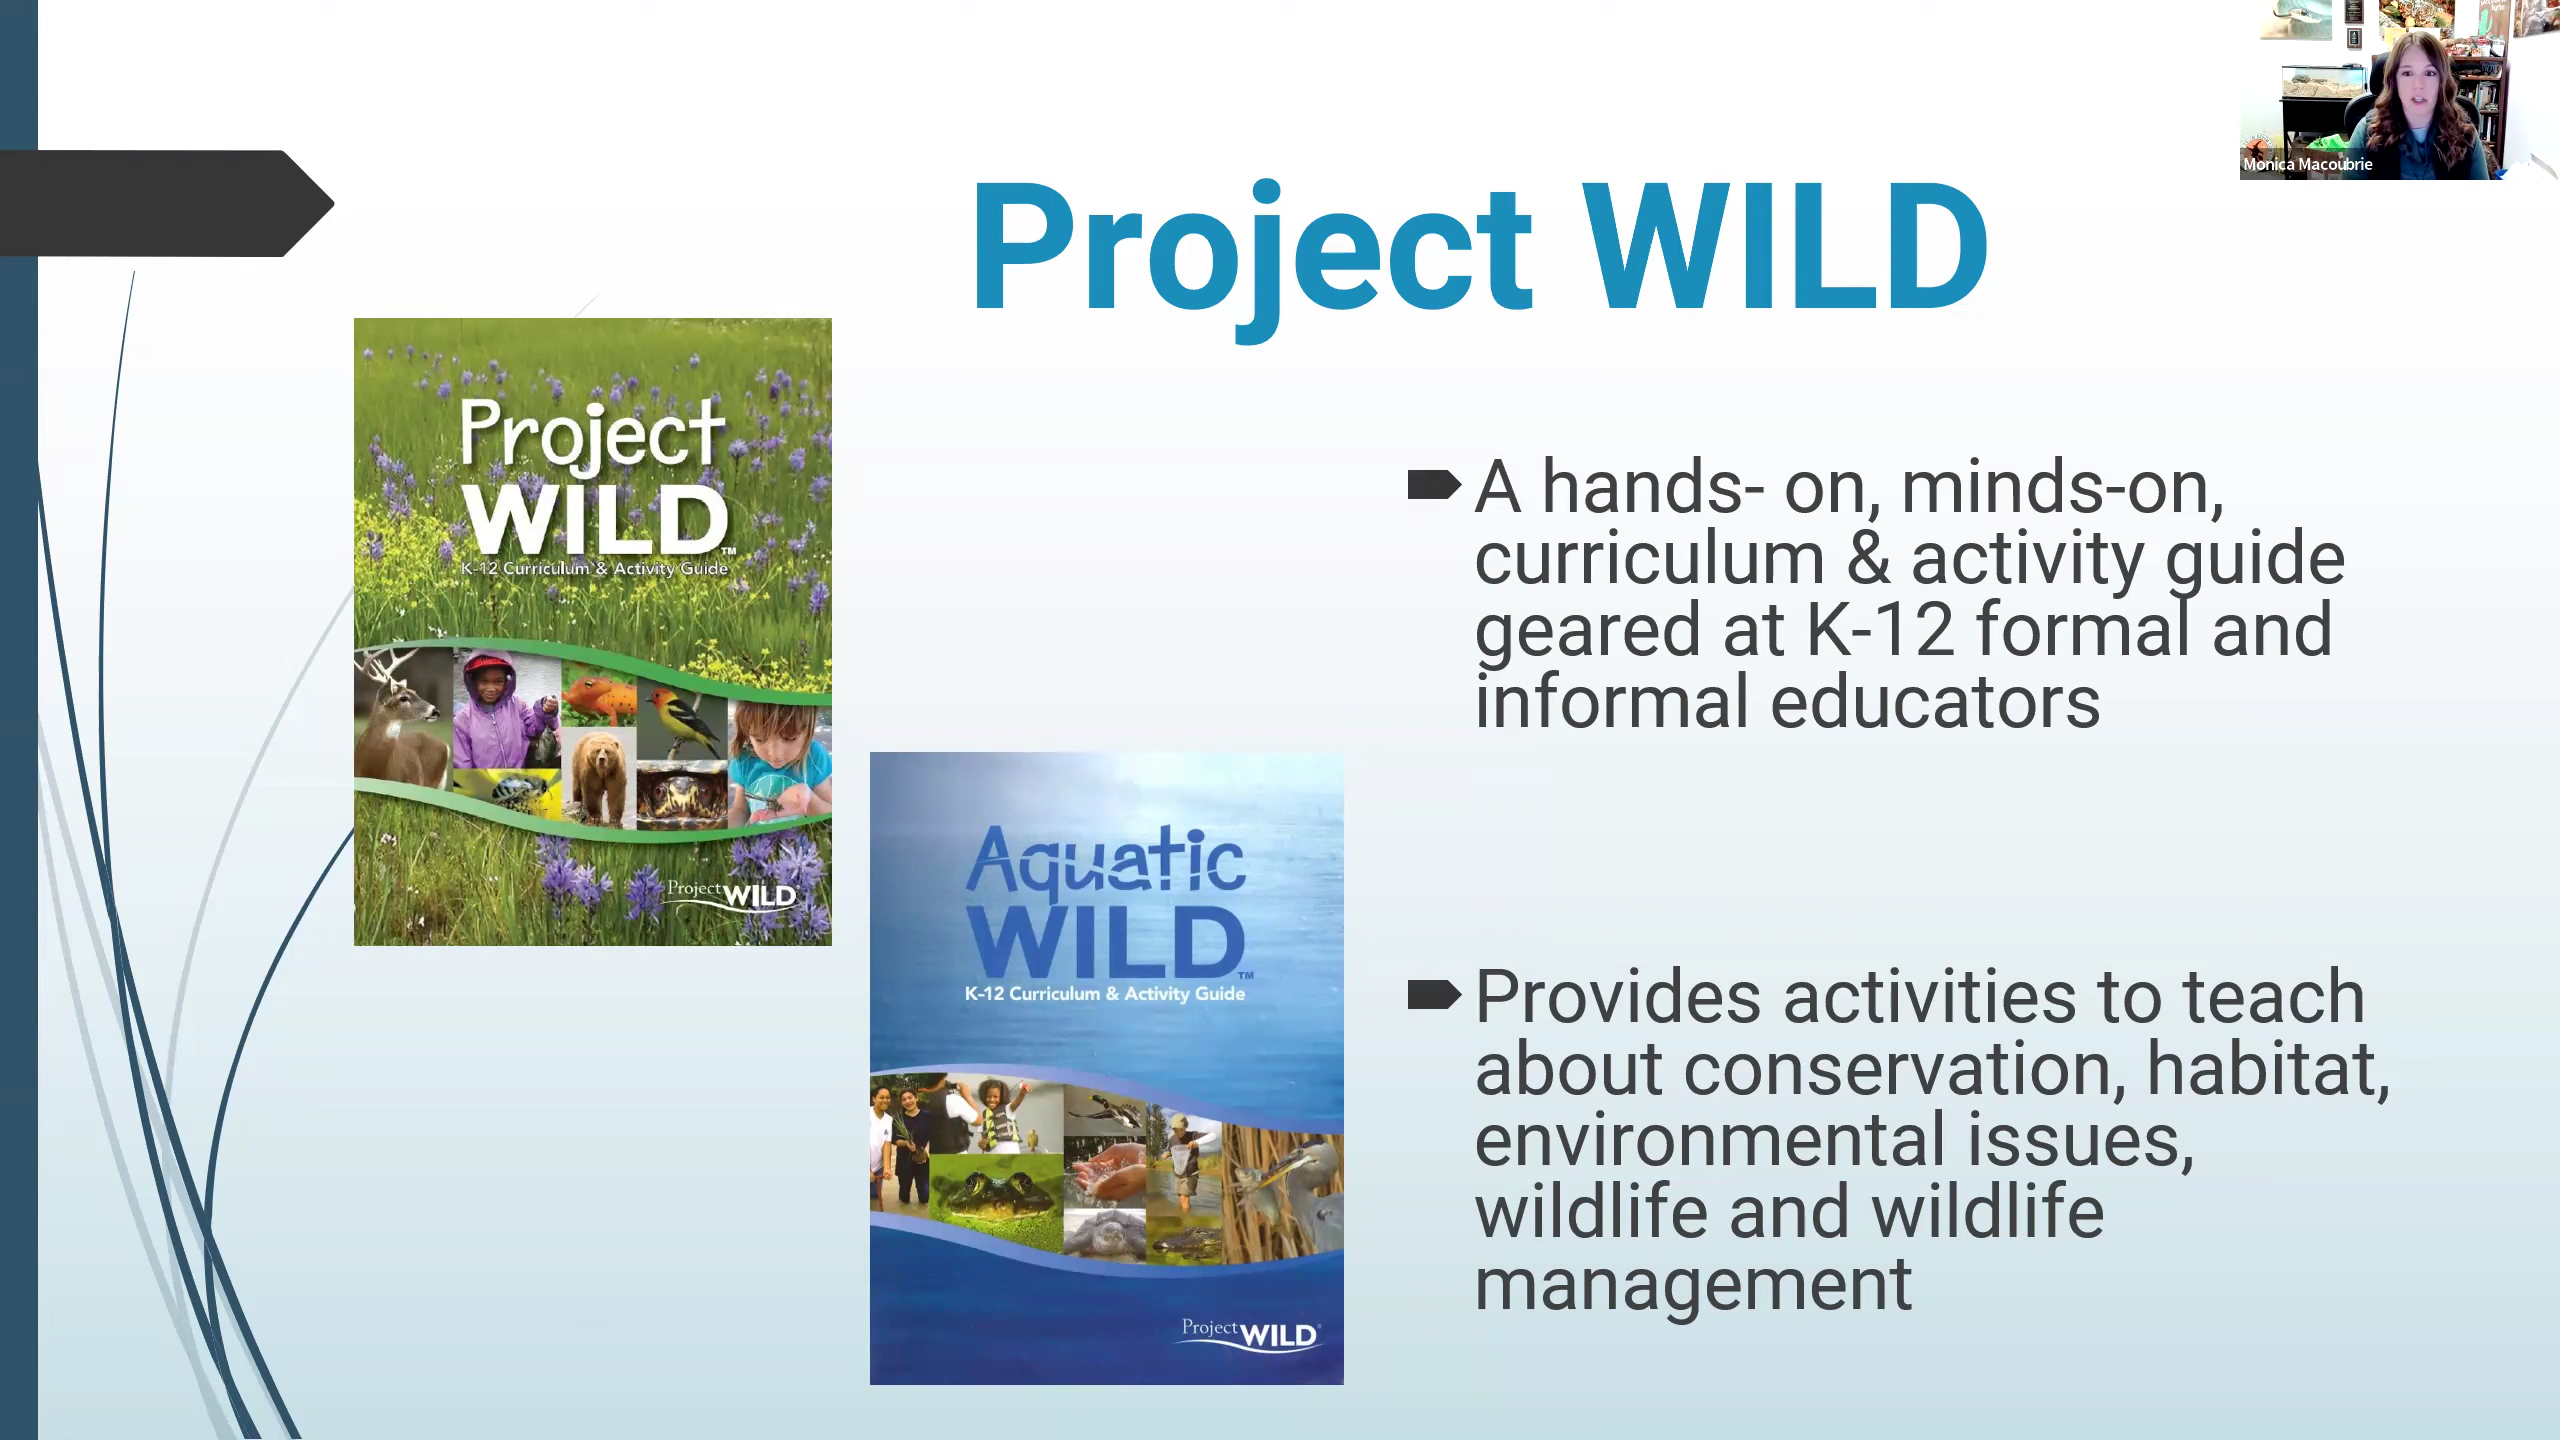 Monica Macoubrie
Project WILD
Project
WILD™
K-12 Curriculum & Activity Guide
Project WILD
Aquatic
WILD™
K-12 Curriculum & Activity Guide
Project WILD®
A hands- on, minds-on,
curriculum & activity guide
geared at K-12 formal and
informal educators
Provides activities to teach
about conservation, habitat,
environmental issues,
wildlife and wildlife
management